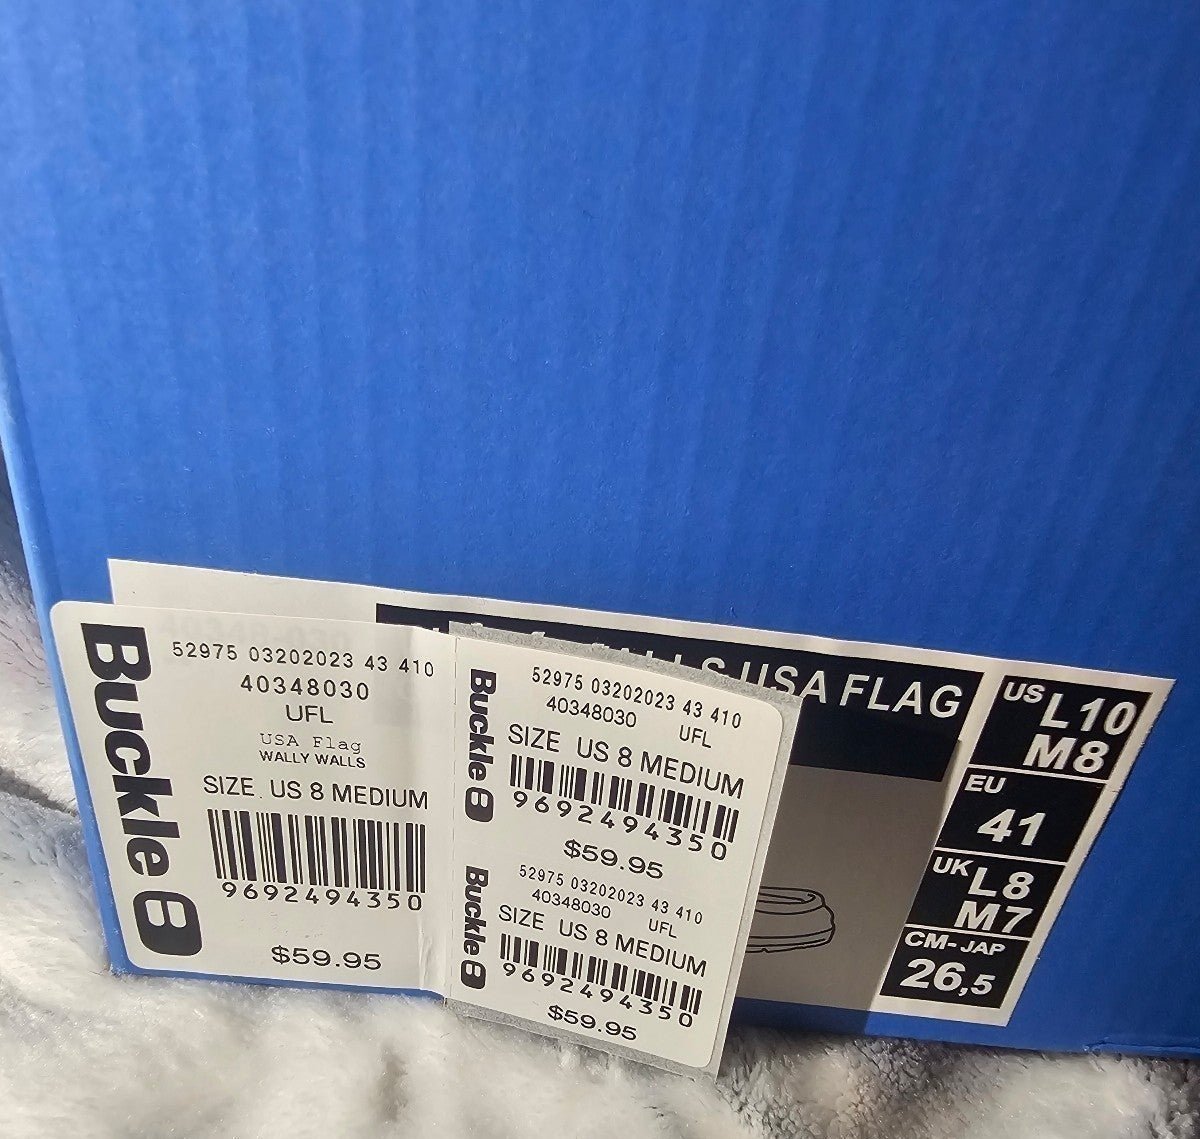 Buckle B
52975 03202023 43 410
40348030
UFL
USA Flag
WALLY WALLS
SIZE US 8 MEDIUM
9692494350
$59.95
Buckle B
52975 03202023 43 410
40348030 UFL
SIZE US 8 MEDIUM
9692494350
$59.95
Buckle B
52975 03202023 43 410
40348030 UFL
SIZE US 8 MEDIUM
9692494350
$59.95
USA FLAG
US L10
M8
EU
41
UK L8
M7
CM-JAP
26,5